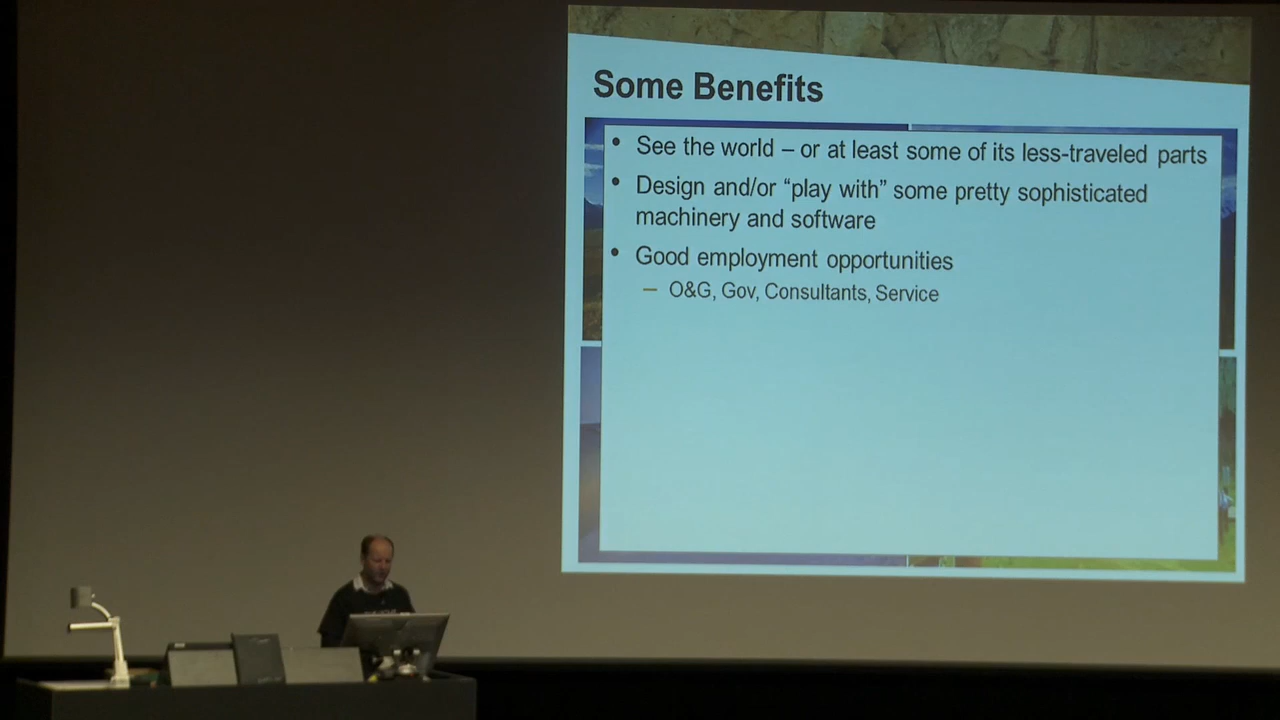 Some Benefits
• See the world – or at least some of its less-traveled parts
• Design and/or “play with” some pretty sophisticated
machinery and software
• Good employment opportunities
– O&G, Gov, Consultants, Service